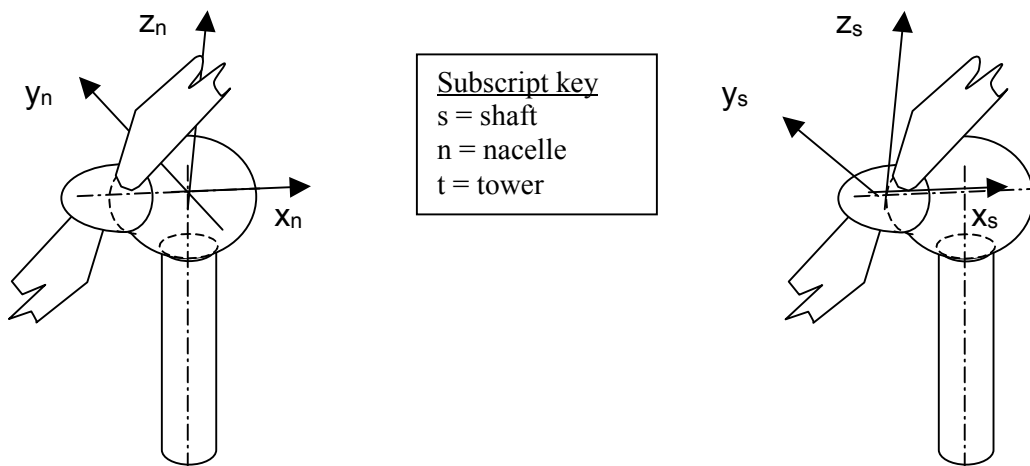 zn
yn
xn
Subscript key
s = shaft
n = nacelle
t = tower
zs
ys
xs